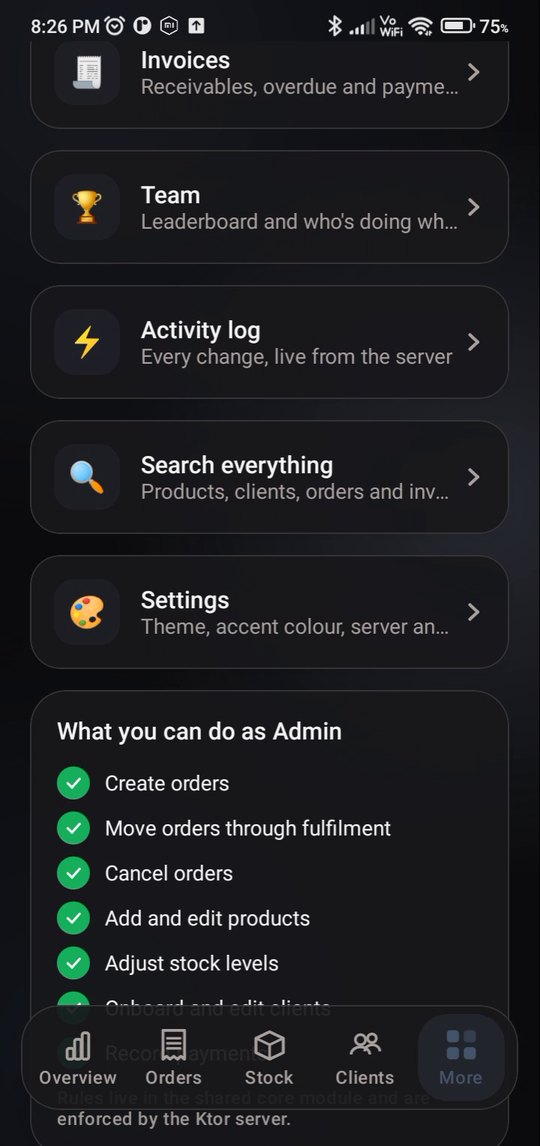 8:26 PM
Vo
WiFi
75%
Invoices
Receivables, overdue and payme...
Team
Leaderboard and who's doing wh...
Activity log
Every change, live from the server
Search everything
Products, clients, orders and inv...
Settings
Theme, accent colour, server an...
What you can do as Admin
Create orders
Move orders through fulfilment
Cancel orders
Add and edit products
Adjust stock levels
Onboard and edit clients
Overview
Orders
Stock
Clients
More
Rules live in the shared core module and are
enforced by the Ktor server.